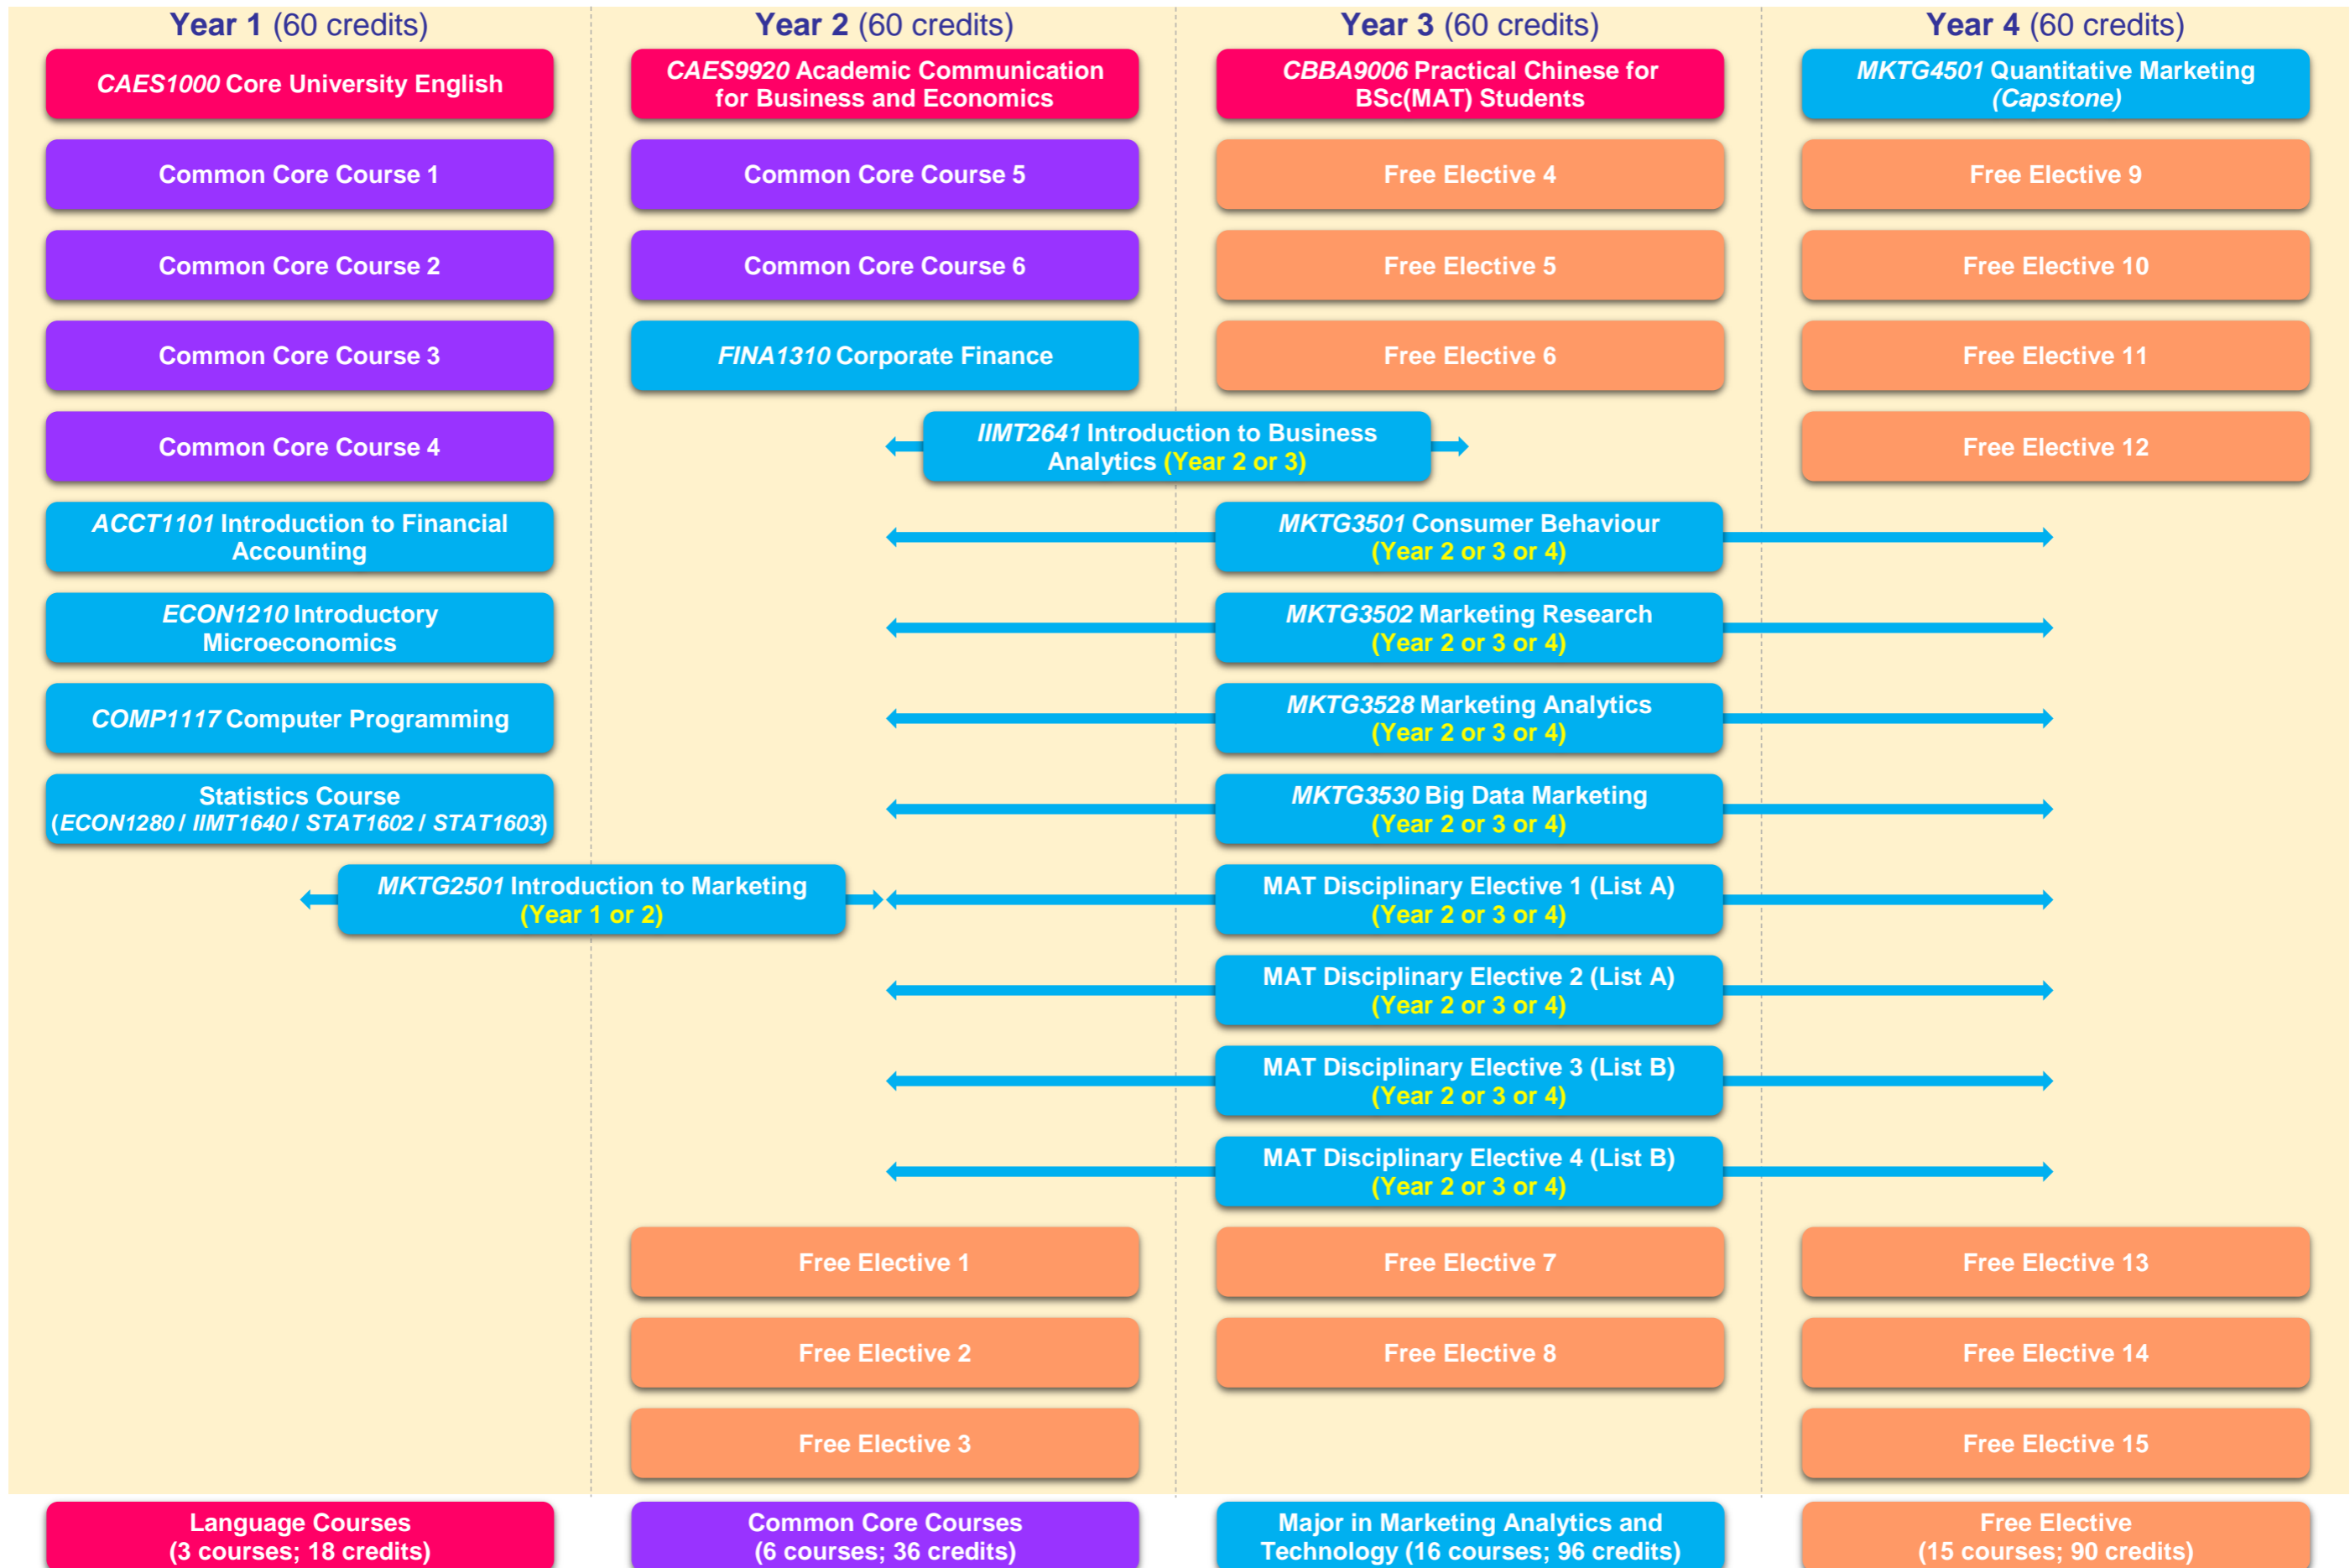 Year 1 (60 credits)
CAES1000 Core University English
Common Core Course 1
Common Core Course 2
Common Core Course 3
Common Core Course 4
ACCT1101 Introduction to Financial
Accounting
ECON1210 Introductory
Microeconomics
COMP1117 Computer Programming
Statistics Course
(ECON1280 / IIMT1640 / STAT1602 / STAT1603)
MKTG2501 Introduction to Marketing
(Year 1 or 2)
Year 2 (60 credits)
CAES9920 Academic Communication
for Business and Economics
Common Core Course 5
Common Core Course 6
FINA1310 Corporate Finance
IIMT2641 Introduction to Business
Analytics (Year 2 or 3)
Free Elective 1
Free Elective 2
Free Elective 3
Year 3 (60 credits)
CBBA9006 Practical Chinese for
BSc(MAT) Students
Free Elective 4
Free Elective 5
Free Elective 6
MKTG3501 Consumer Behaviour
(Year 2 or 3 or 4)
MKTG3502 Marketing Research
(Year 2 or 3 or 4)
MKTG3528 Marketing Analytics
(Year 2 or 3 or 4)
MKTG3530 Big Data Marketing
(Year 2 or 3 or 4)
MAT Disciplinary Elective 1 (List A)
(Year 2 or 3 or 4)
MAT Disciplinary Elective 2 (List A)
(Year 2 or 3 or 4)
MAT Disciplinary Elective 3 (List B)
(Year 2 or 3 or 4)
MAT Disciplinary Elective 4 (List B)
(Year 2 or 3 or 4)
Free Elective 7
Free Elective 8
Year 4 (60 credits)
MKTG4501 Quantitative Marketing
(Capstone)
Free Elective 9
Free Elective 10
Free Elective 11
Free Elective 12
Free Elective 13
Free Elective 14
Free Elective 15
Language Courses
(3 courses; 18 credits)
Common Core Courses
(6 courses; 36 credits)
Major in Marketing Analytics and
Technology (16 courses; 96 credits)
Free Elective
(15 courses; 90 credits)